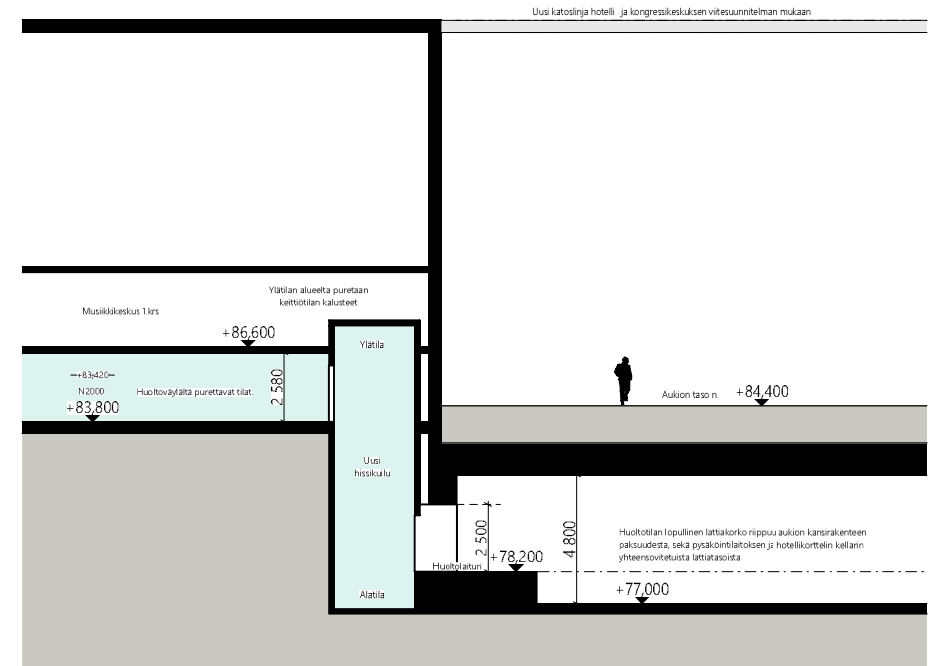 Uusi katoslinja hotelli ja kongressikeskuksen viitesuunnitelman mukaan
Ylätilan alueelta puretaan
keittiötilan kalusteet
Musiikkikeskus 1.krs
+86,600
Ylätila
+83,420
N2000:
+83,800
Huoltoväylältä purettavat tilat.
2 580
Aukion taso n.
+84,400
Uusi
hissikuilu
2 500
4 800
Huoltotilan lopullinen lattiakorko riippuu aukion kansirakenteen
paksuudesta, sekä pysäköintilaitoksen ja hotellikorttelin kellarin
yhteensovitetuista lattiatasoista.
+78,200
Huoltolaituri
Alatila
+77,000